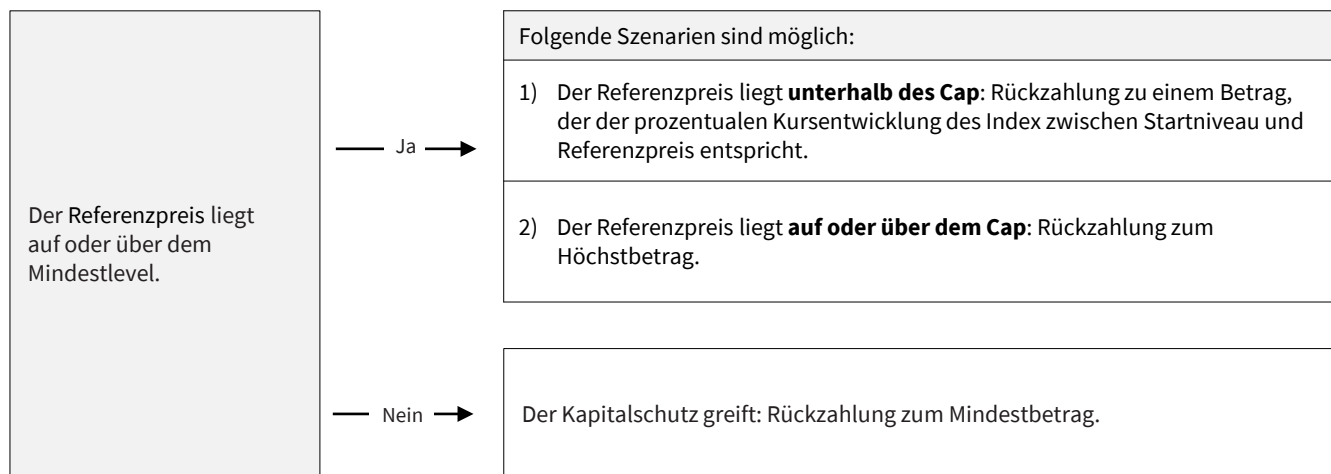 Der Referenzpreis liegt
auf oder über dem
Mindestlevel.
Ja
Folgende Szenarien sind möglich:
1) Der Referenzpreis liegt unterhalb des Cap: Rückzahlung zu einem Betrag,
der der prozentualen Kursentwicklung des Index zwischen Startniveau und
Referenzpreis entspricht.
2) Der Referenzpreis liegt auf oder über dem Cap: Rückzahlung zum
Höchstbetrag.
Nein
Der Kapitalschutz greift: Rückzahlung zum Mindestbetrag.